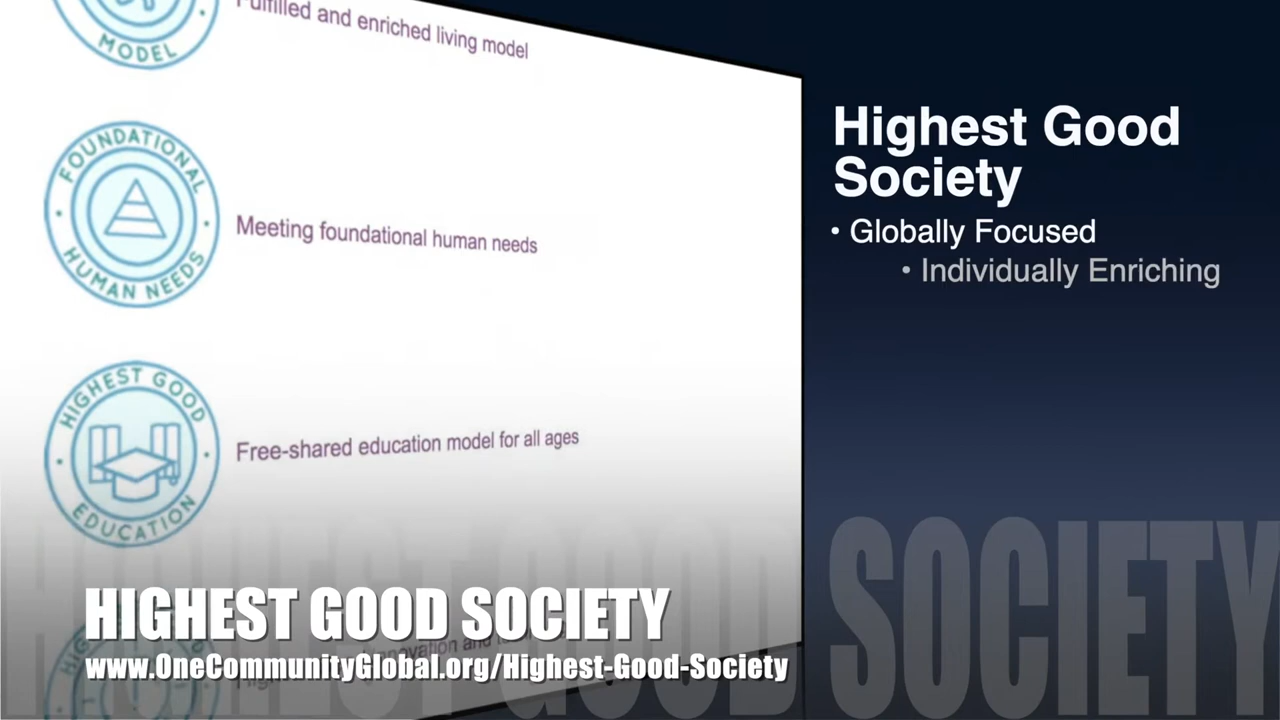 Fulfilled and enriched living model
MODEL
FOUNDATIONAL
HUMAN NEEDS
Meeting foundational human needs
HIGHEST GOOD
EDUCATION
Free-shared education model for all ages
Highest Good
Society
• Globally Focused
• Individually Enriching
HIGHEST GOOD SOCIETY
HIGHEST GOOD SOCIETY
www.OneCommunityGlobal.org/Highest-Good-Society